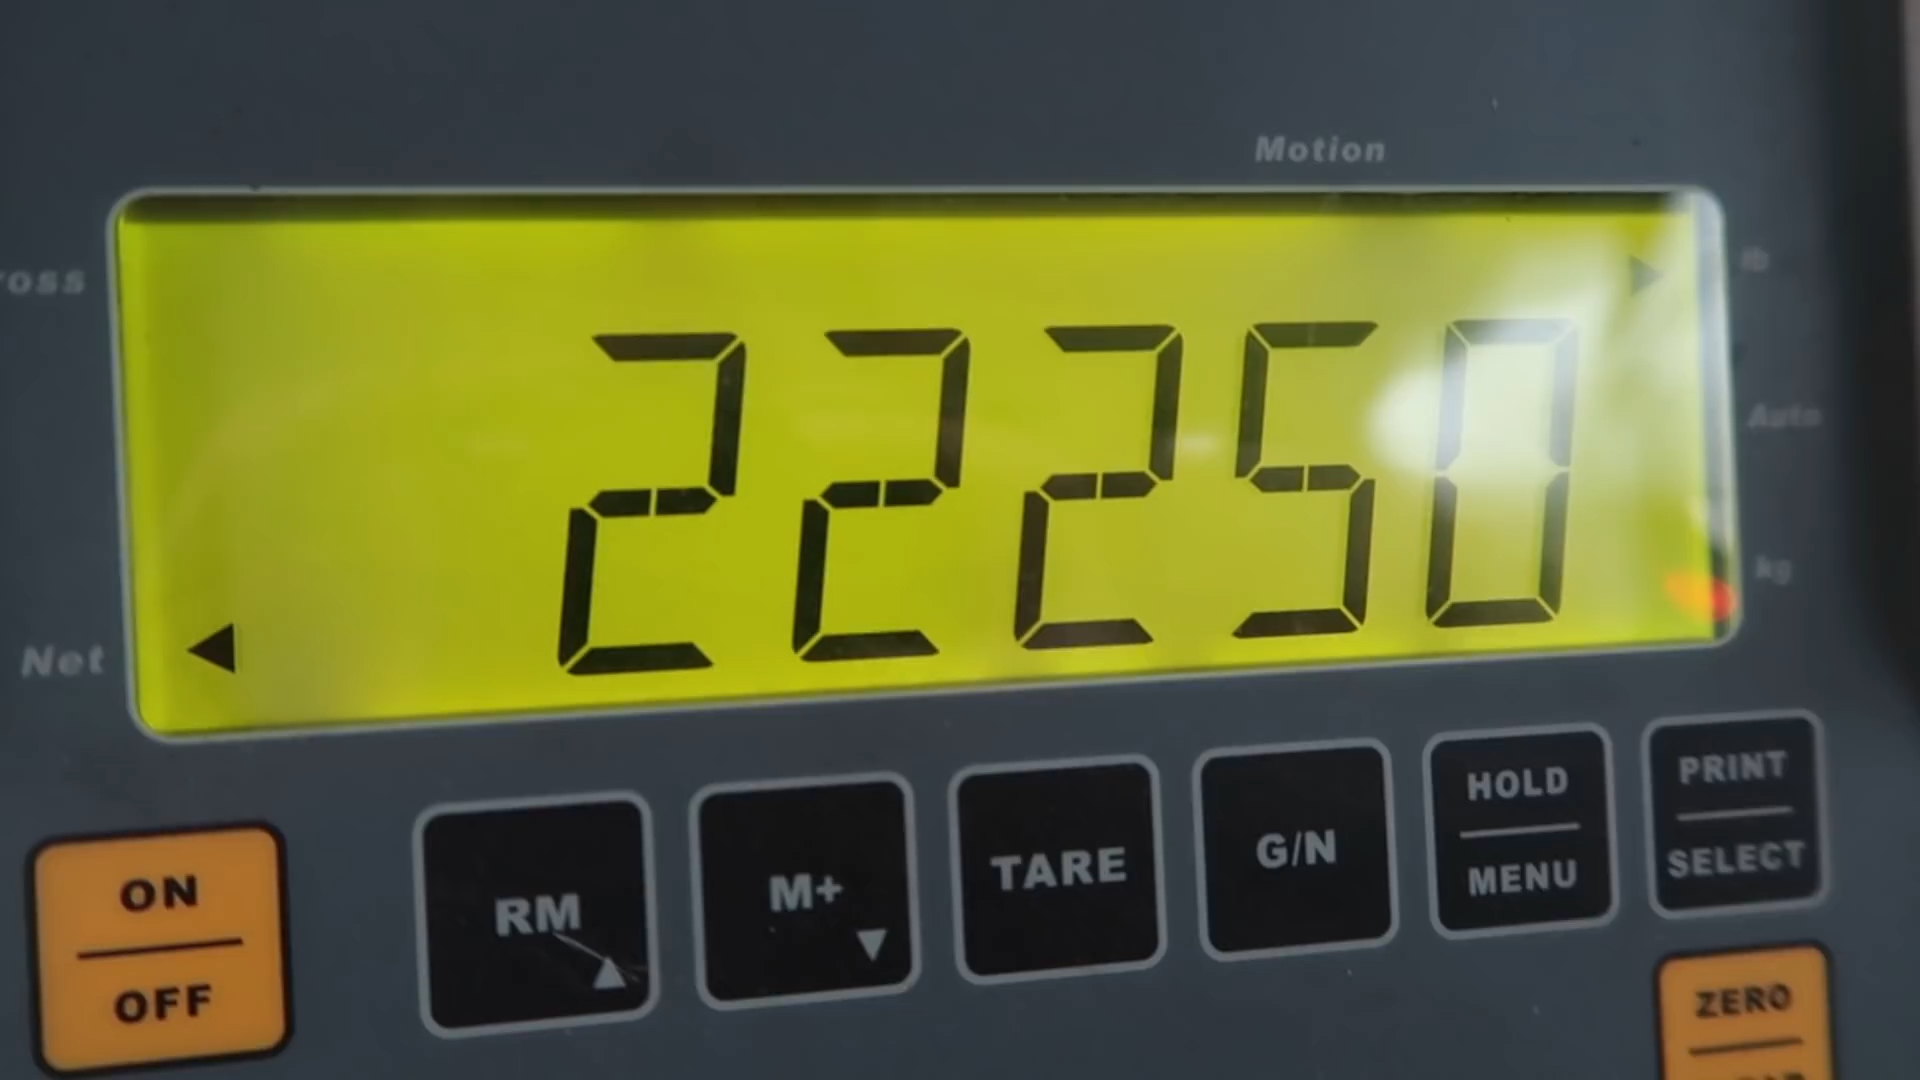 Motion
ross
lb
22250
Auto
kg
Net
ON
OFF
RM
M+
TARE
G/N
HOLD
MENU
PRINT
SELECT
ZERO